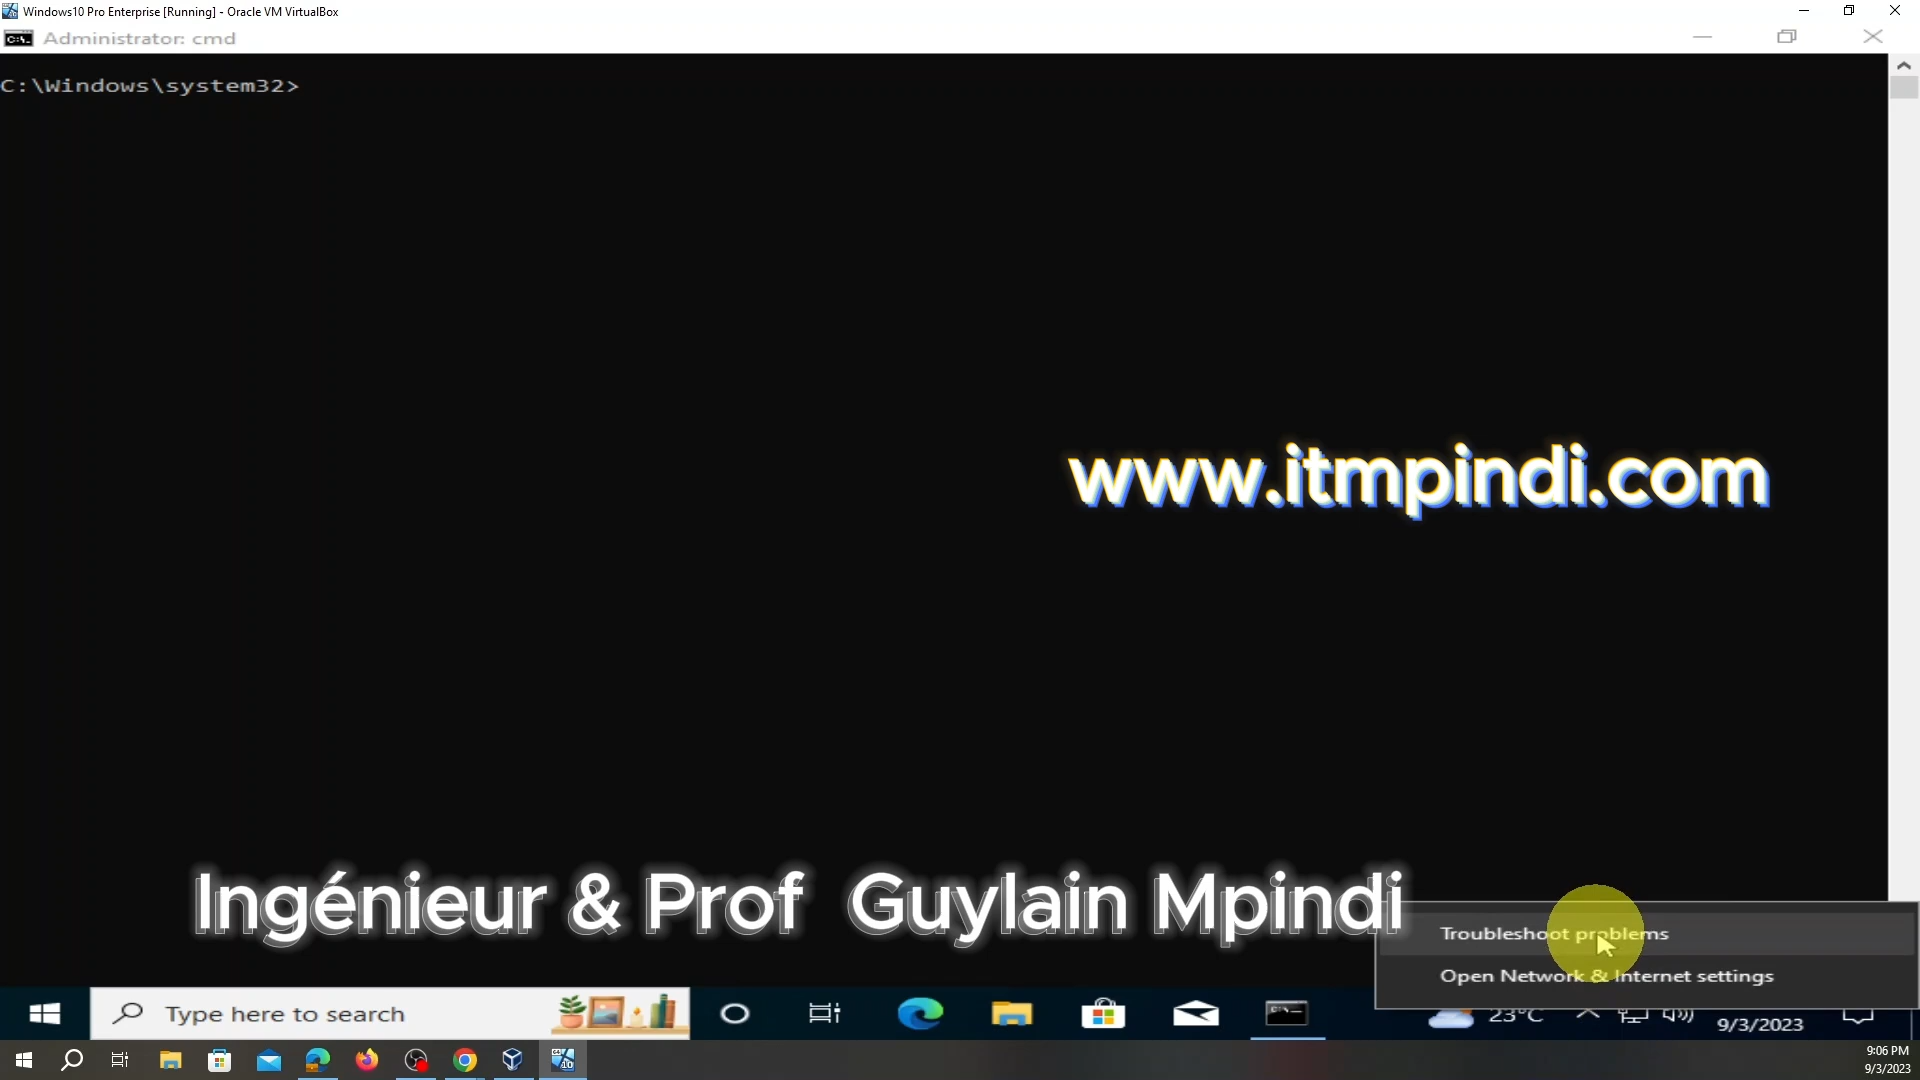 Windows10 Pro Enterprise [Running] - Oracle VM VirtualBox
Administrator: cmd
C:\Windows\system32>
www.itmpindi.com
Ingénieur & Prof Guylain Mpindi
Troubleshoot problems
Open Network & Internet settings
Type here to search
23°C
9/3/2023
9:06 PM
9/3/2023